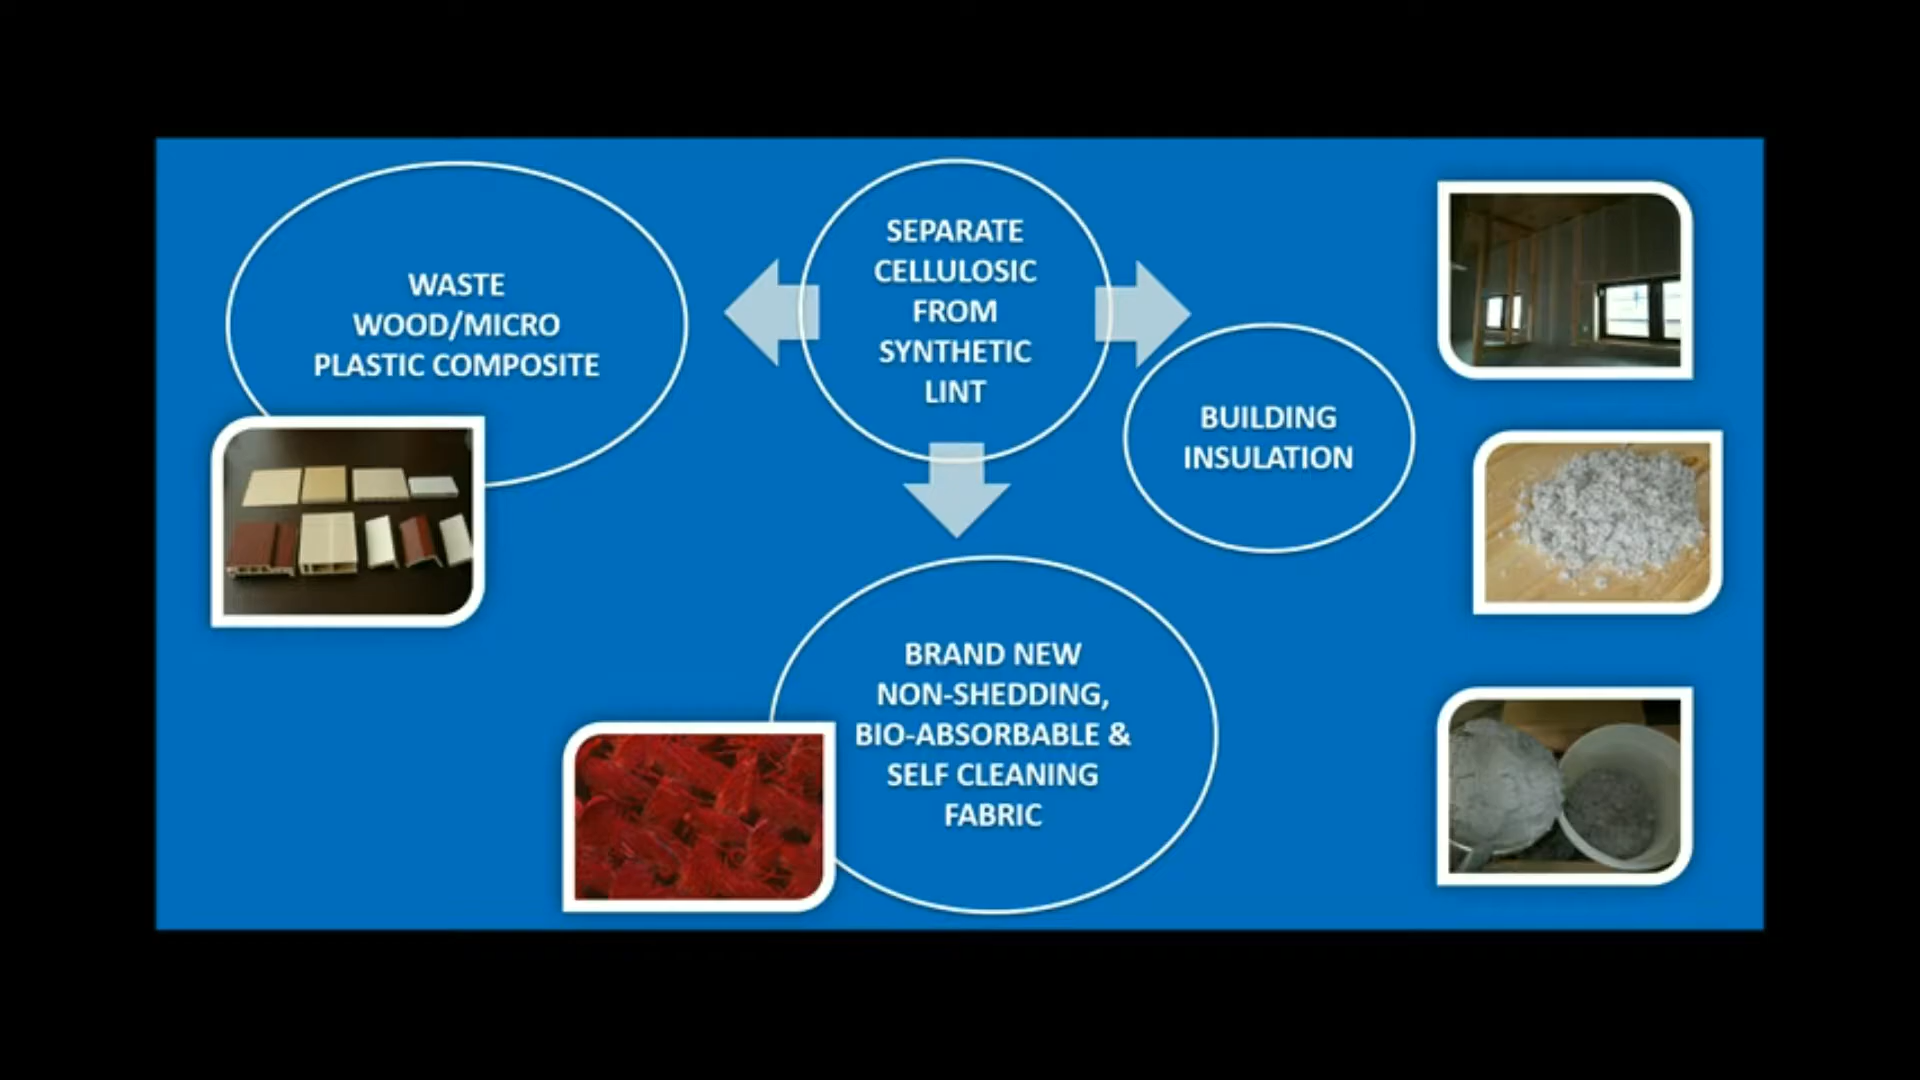 SEPARATE
CELLULOSIC
FROM
SYNTHETIC
LINT
WASTE
WOOD/MICRO
PLASTIC COMPOSITE
BUILDING
INSULATION
BRAND NEW
NON-SHEDDING,
BIO-ABSORBABLE &
SELF CLEANING
FABRIC